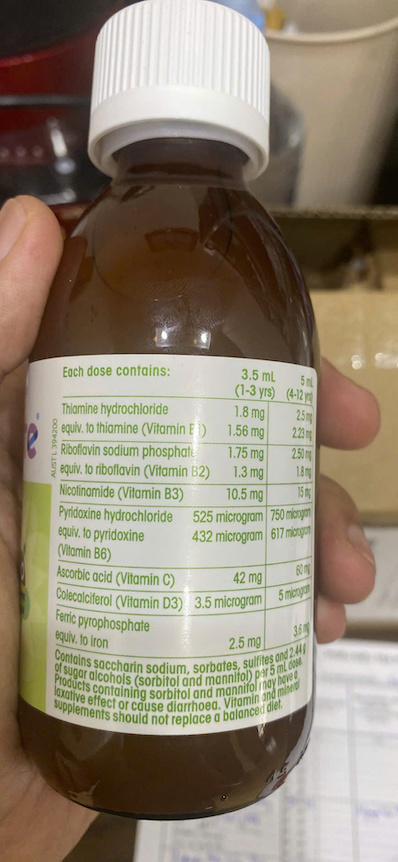 Each dose contains: 3.5 mL 5 mL
(1-3 yrs) (4-12 yrs)
Thiamine hydrochloride 1.8 mg 2.5 mg
equiv. to thiamine (Vitamin B1) 1.56 mg 2.23 mg
Riboflavin sodium phosphate 1.75 mg 2.50 mg
equiv. to riboflavin (Vitamin B2) 1.3 mg 1.8 mg
Nicotinamide (Vitamin B3) 10.5 mg 15 mg
Pyridoxine hydrochloride 525 microgram 750 microgram
equiv. to pyridoxine 432 microgram 617 microgram
(Vitamin B6)
Ascorbic acid (Vitamin C) 42 mg 60 mg
Colecalciferol (Vitamin D3) 3.5 microgram 5 microgram
Ferric pyrophosphate
equiv. to iron 2.5 mg 3.6 mg
Contains saccharin sodium, sorbates, sulfites and 2.44 g
of sugar alcohols (sorbitol and mannitol) per 5 mL dose.
Products containing sorbitol and mannitol may have a
laxative effect or cause diarrhoea. Vitamin and mineral
supplements should not replace a balanced diet.
AUST L 394200